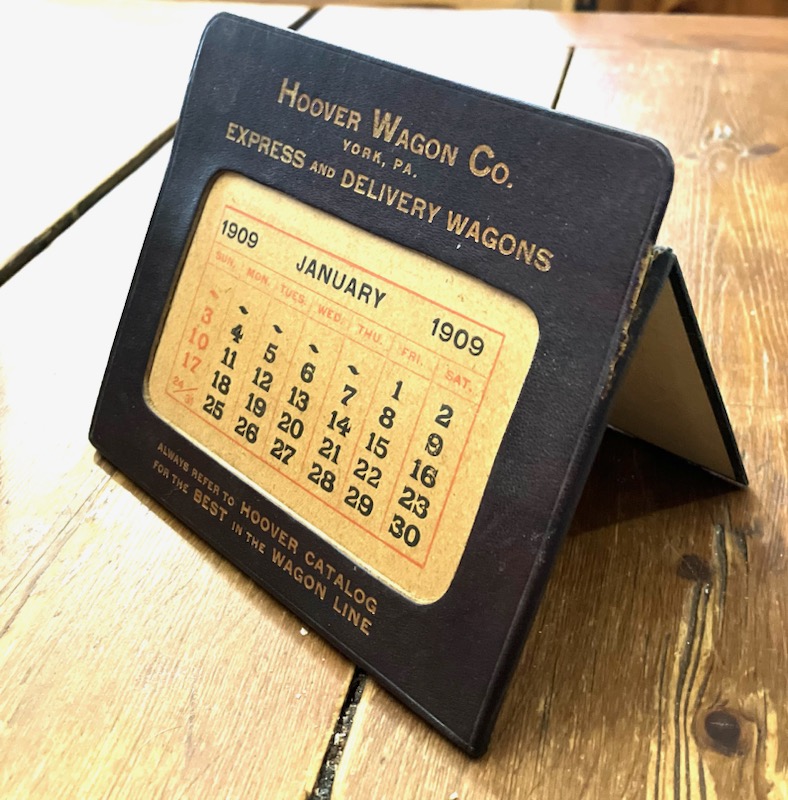 HOOVER WAGON CO.
YORK, PA.
EXPRESS AND DELIVERY WAGONS
1909 JANUARY 1909
SUN. MON. TUES. WED. THU. FRI. SAT.
1 2
3 4 5 6 7 8 9
10 11 12 13 14 15 16
17 18 19 20 21 22 23
24/31 25 26 27 28 29 30
ALWAYS REFER TO HOOVER CATALOG
FOR THE BEST IN THE WAGON LINE